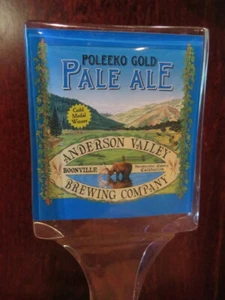 POLEEKO GOLD
PALE ALE
Gold
Medal
Winner
ANDERSON VALLEY
BOONVILLE
California
BREWING COMPANY